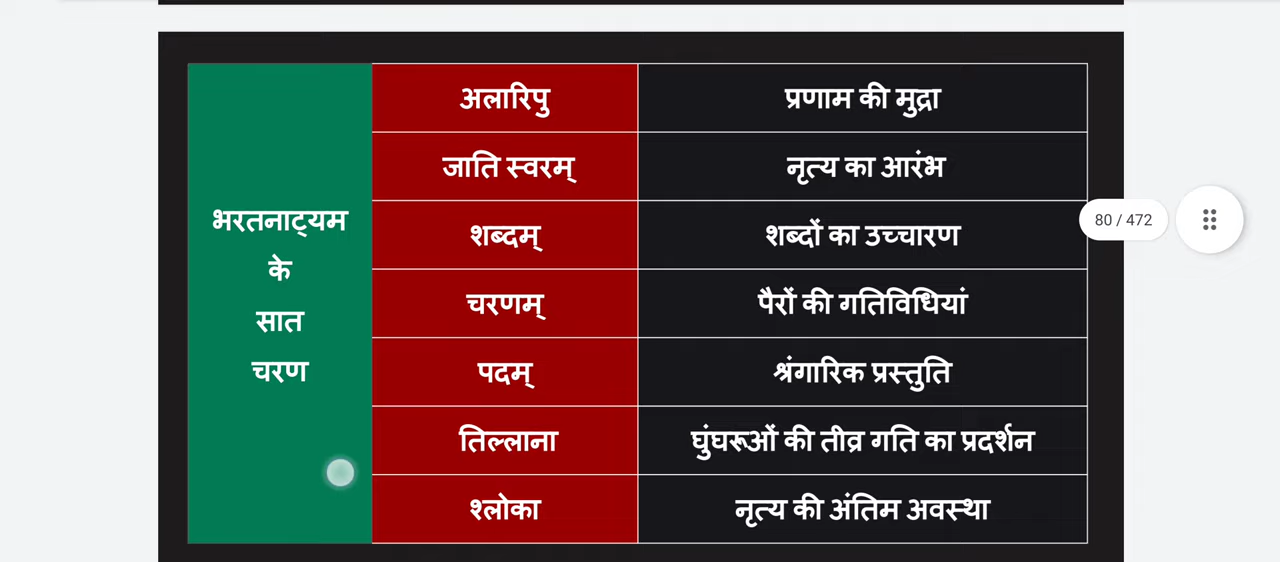 भरतनाट्यम
के
सात
चरण
अलारिपु
प्रणाम की मुद्रा
जाति स्वरम्
नृत्य का आरंभ
शब्दम्
शब्दों का उच्चारण
चरणम्
पैरों की गतिविधियां
पदम्
श्रंगारिक प्रस्तुति
तिल्लाना
घुंघरूओं की तीव्र गति का प्रदर्शन
श्लोका
नृत्य की अंतिम अवस्था
80 / 472